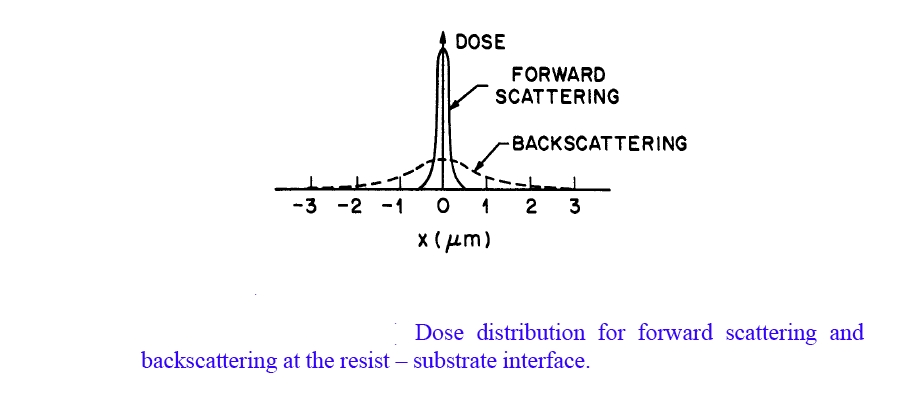 DOSE
FORWARD
SCATTERING
BACKSCATTERING
-3 -2 -1 0 1 2 3
x (μm)
Dose distribution for forward scattering and
backscattering at the resist – substrate interface.